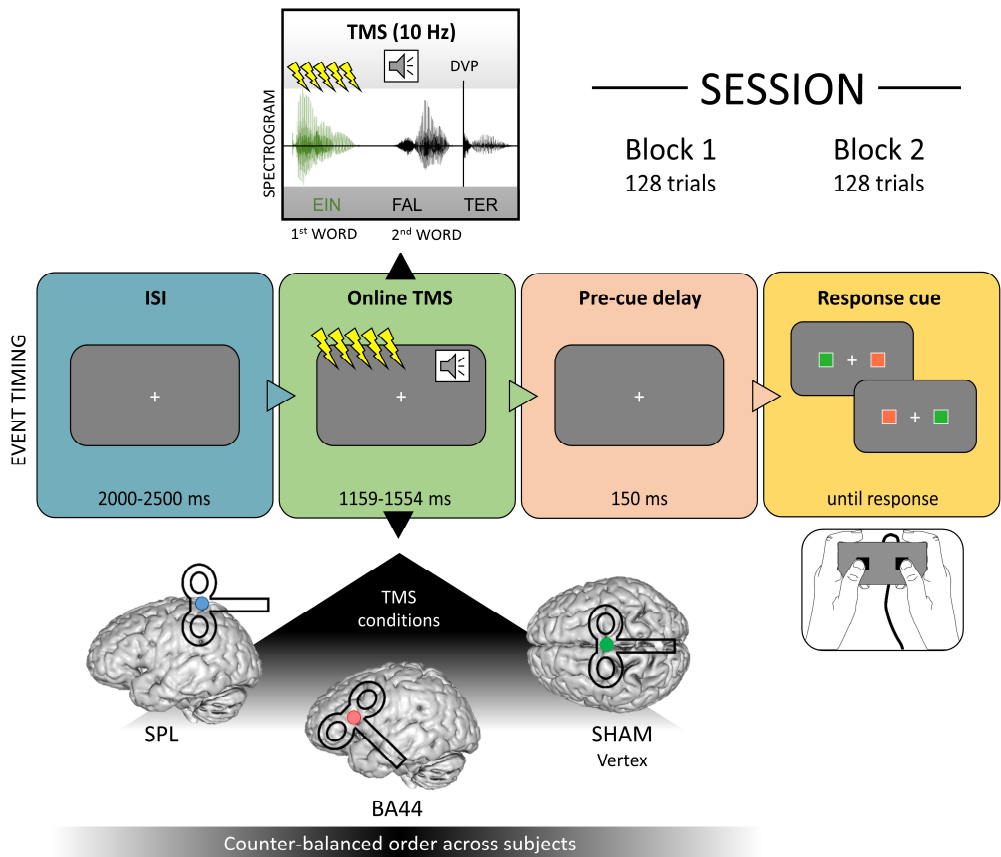 TMS (10 Hz)
DVP
SPECTROGRAM
EIN FAL TER
1st WORD 2nd WORD
SESSION
Block 1 Block 2
128 trials 128 trials
EVENT TIMING
ISI Online TMS Pre-cue delay Response cue
2000-2500 ms 1159-1554 ms 150 ms until response
TMS
conditions
SPL
BA44
SHAM
Vertex
Counter-balanced order across subjects